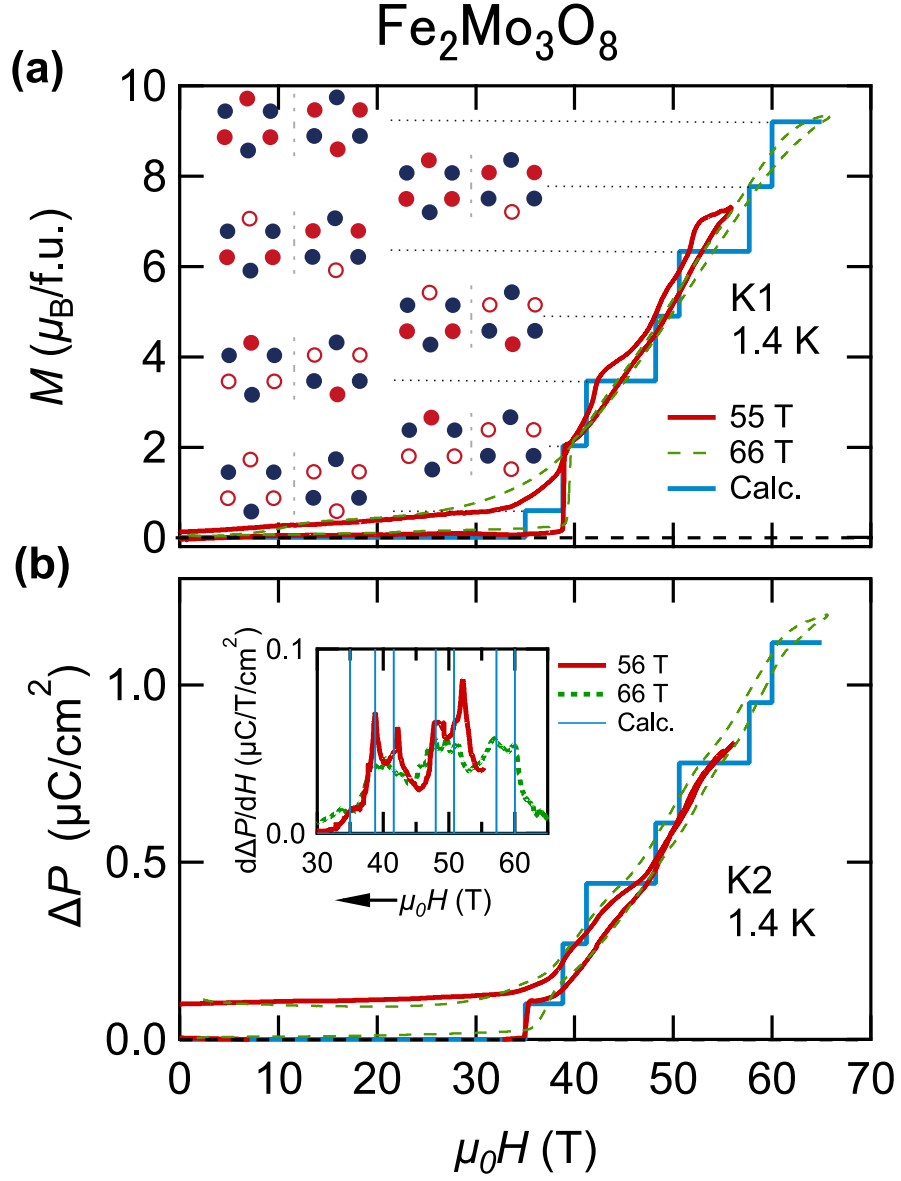 Fe₂Mo₃O₈
(a)
10
8
6
4
2
0
M (μ_B/f.u.)
K1
1.4 K
55 T
66 T
Calc.
(b)
1.0
0.5
0.0
ΔP (μC/cm²)
0.1
0.0
dΔP/dH (μC/T/cm²)
30 40 50 60
μ₀H (T)
56 T
66 T
Calc.
K2
1.4 K
0 10 20 30 40 50 60 70
μ₀H (T)